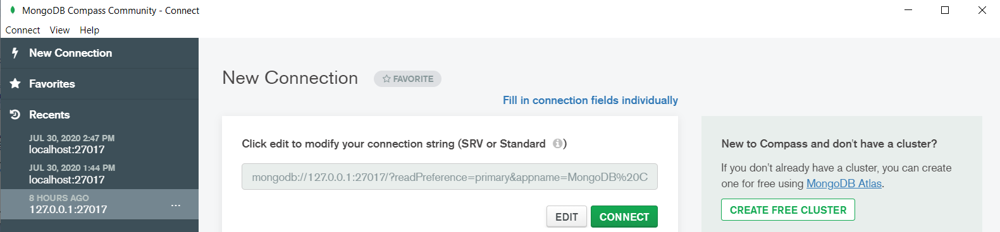 MongoDB Compass Community - Connect
Connect View Help
New Connection
Favorites
Recents
JUL 30, 2020 2:47 PM
localhost:27017
JUL 30, 2020 1:44 PM
localhost:27017
8 HOURS AGO
127.0.0.1:27017 ...
New Connection FAVORITE
Fill in connection fields individually
Click edit to modify your connection string (SRV or Standard i)
mongodb://127.0.0.1:27017/?readPreference=primary&appname=MongoDB%20C
EDIT CONNECT
New to Compass and don't have a cluster?
If you don't already have a cluster, you can create
one for free using MongoDB Atlas.
CREATE FREE CLUSTER